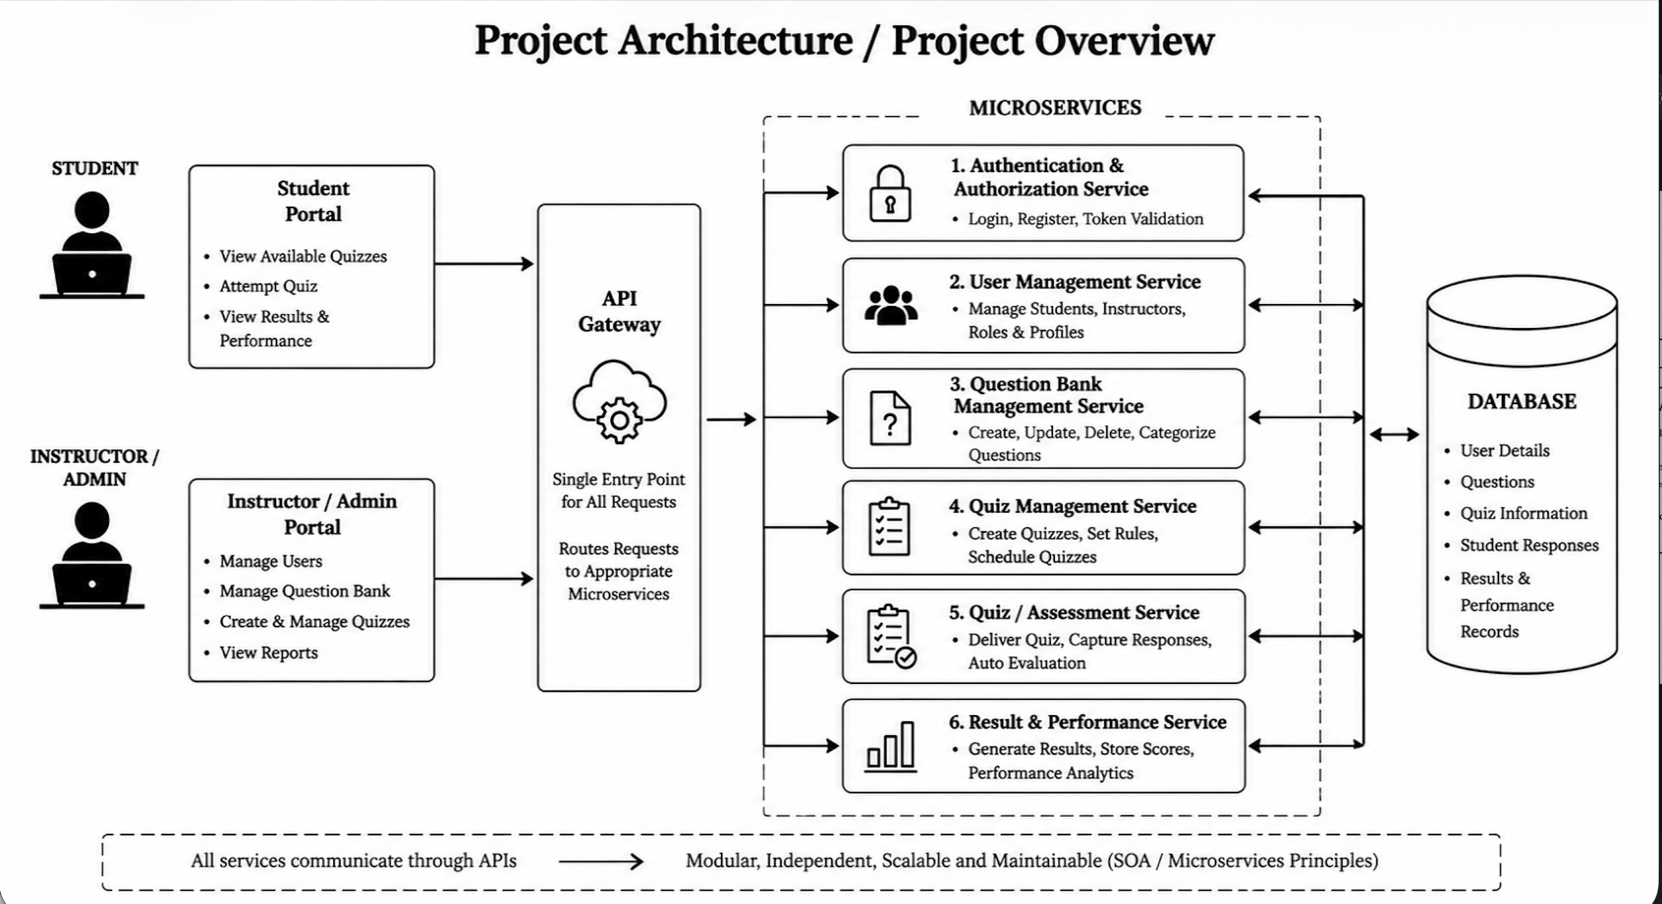 Project Architecture / Project Overview
STUDENT
Student
Portal
• View Available Quizzes
• Attempt Quiz
• View Results &
Performance
INSTRUCTOR /
ADMIN
Instructor / Admin
Portal
• Manage Users
• Manage Question Bank
• Create & Manage Quizzes
• View Reports
API
Gateway
Single Entry Point
for All Requests
Routes Requests
to Appropriate
Microservices
MICROSERVICES
1. Authentication &
Authorization Service
• Login, Register, Token Validation
2. User Management Service
• Manage Students, Instructors,
Roles & Profiles
3. Question Bank
Management Service
• Create, Update, Delete, Categorize
Questions
?
4. Quiz Management Service
• Create Quizzes, Set Rules,
Schedule Quizzes
5. Quiz / Assessment Service
• Deliver Quiz, Capture Responses,
Auto Evaluation
6. Result & Performance Service
• Generate Results, Store Scores,
Performance Analytics
DATABASE
• User Details
• Questions
• Quiz Information
• Student Responses
• Results &
Performance
Records
All services communicate through APIs
Modular, Independent, Scalable and Maintainable (SOA / Microservices Principles)